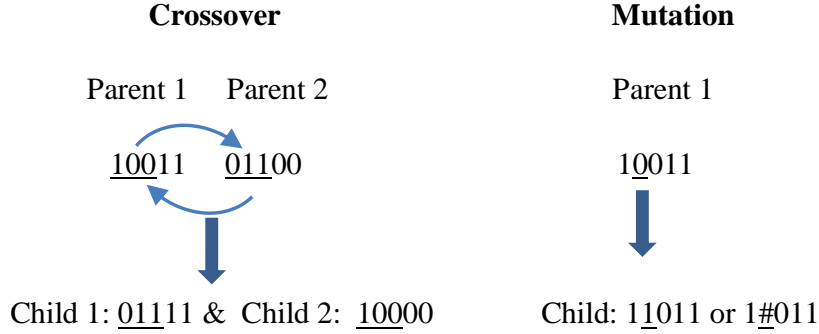 Crossover Mutation
Parent 1 Parent 2 Parent 1
10011 01100 10011
Child 1: 01111 & Child 2: 10000 Child: 11011 or 1#011